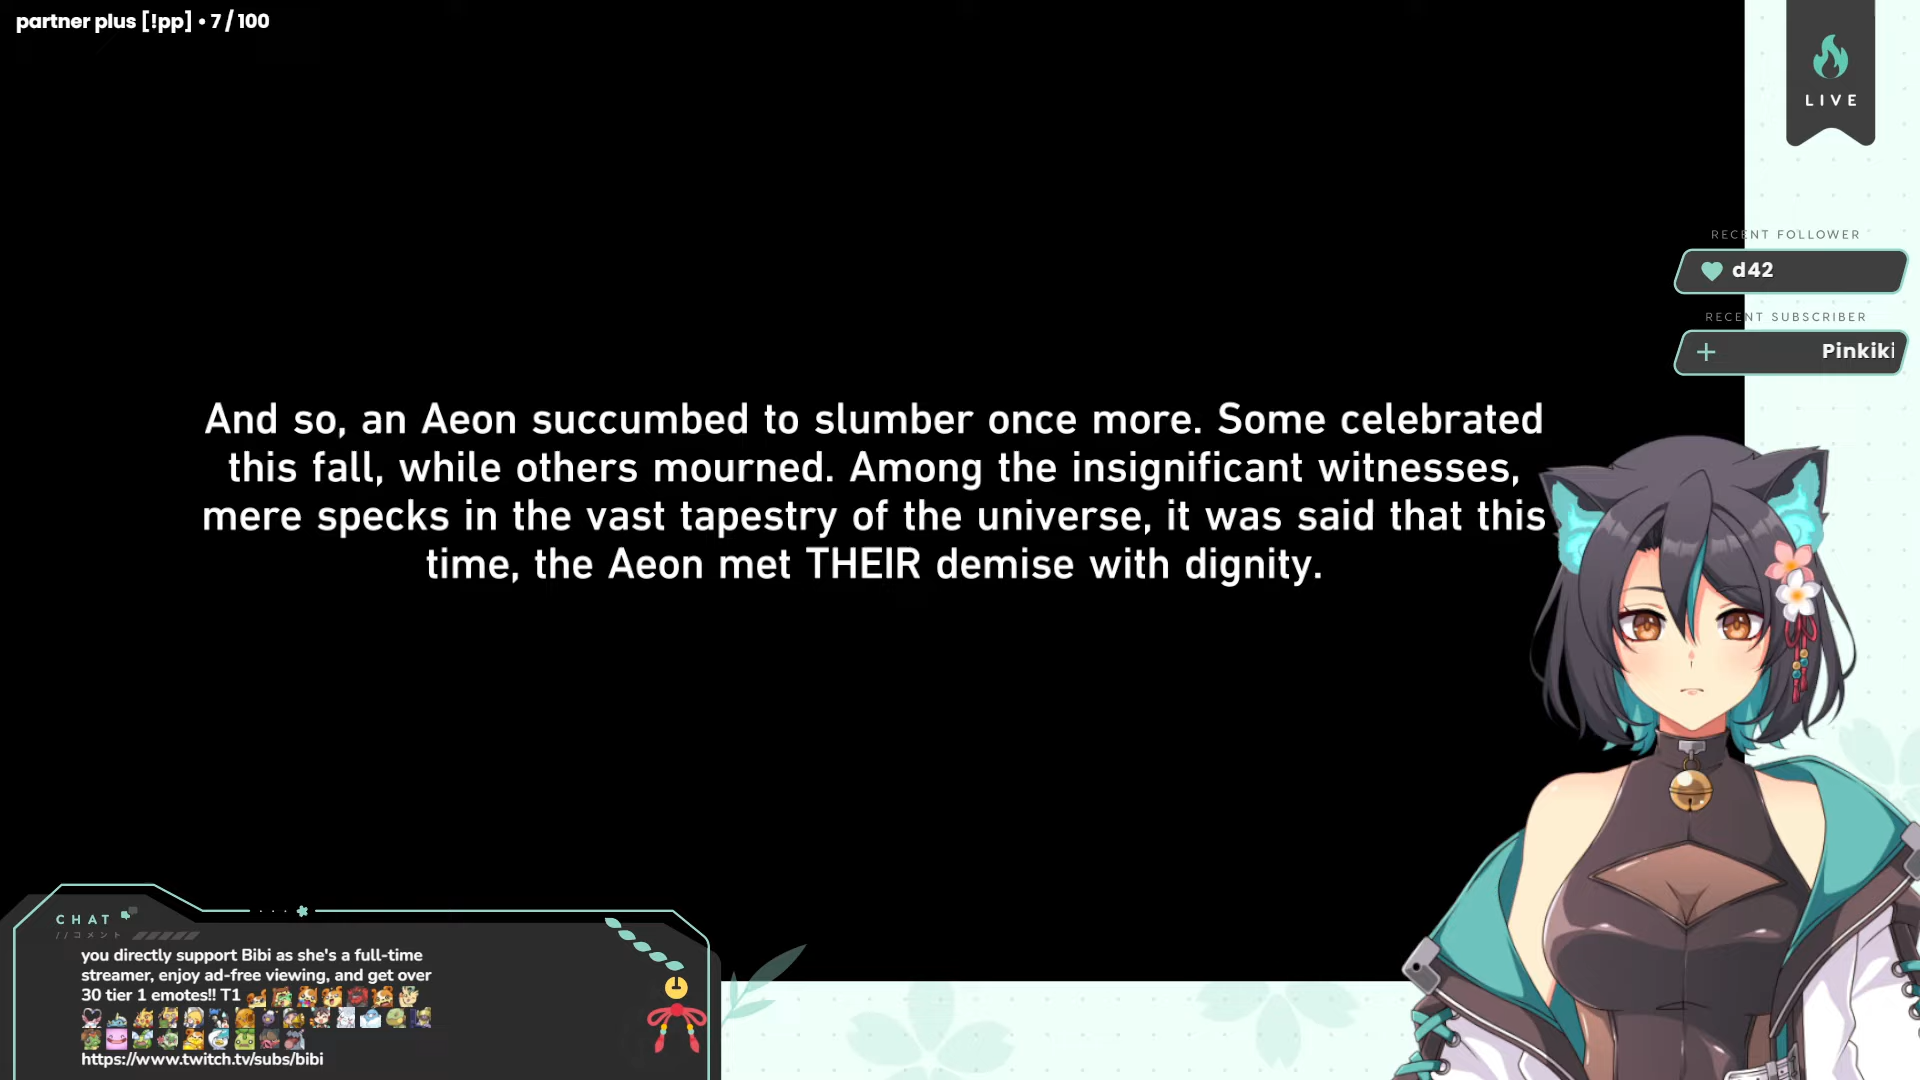 partner plus [!pp] • 7 / 100
LIVE
RECENT FOLLOWER
d42
RECENT SUBSCRIBER
Pinkiki
And so, an Aeon succumbed to slumber once more. Some celebrated
this fall, while others mourned. Among the insignificant witnesses,
mere specks in the vast tapestry of the universe, it was said that this
time, the Aeon met THEIR demise with dignity.
CHAT
//コメント
you directly support Bibi as she's a full-time
streamer, enjoy ad-free viewing, and get over
30 tier 1 emotes!! T1
https://www.twitch.tv/subs/bibi